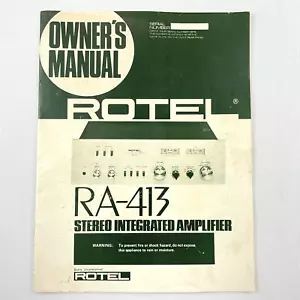 OWNER'S
MANUAL
SERIAL
NUMBER
ROTEL®
RA-413
STEREO INTEGRATED AMPLIFIER
WARNING: To prevent fire or shock hazard, do not expose
this appliance to rain or moisture.
ROTEL